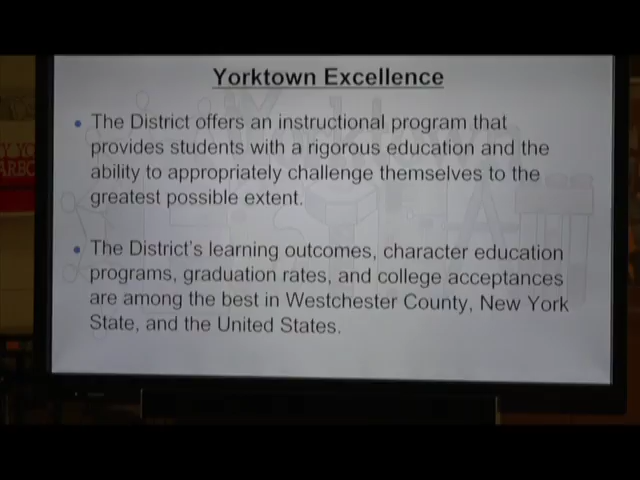 Yorktown Excellence
• The District offers an instructional program that
provides students with a rigorous education and the
ability to appropriately challenge themselves to the
greatest possible extent.
• The District's learning outcomes, character education
programs, graduation rates, and college acceptances
are among the best in Westchester County, New York
State, and the United States.